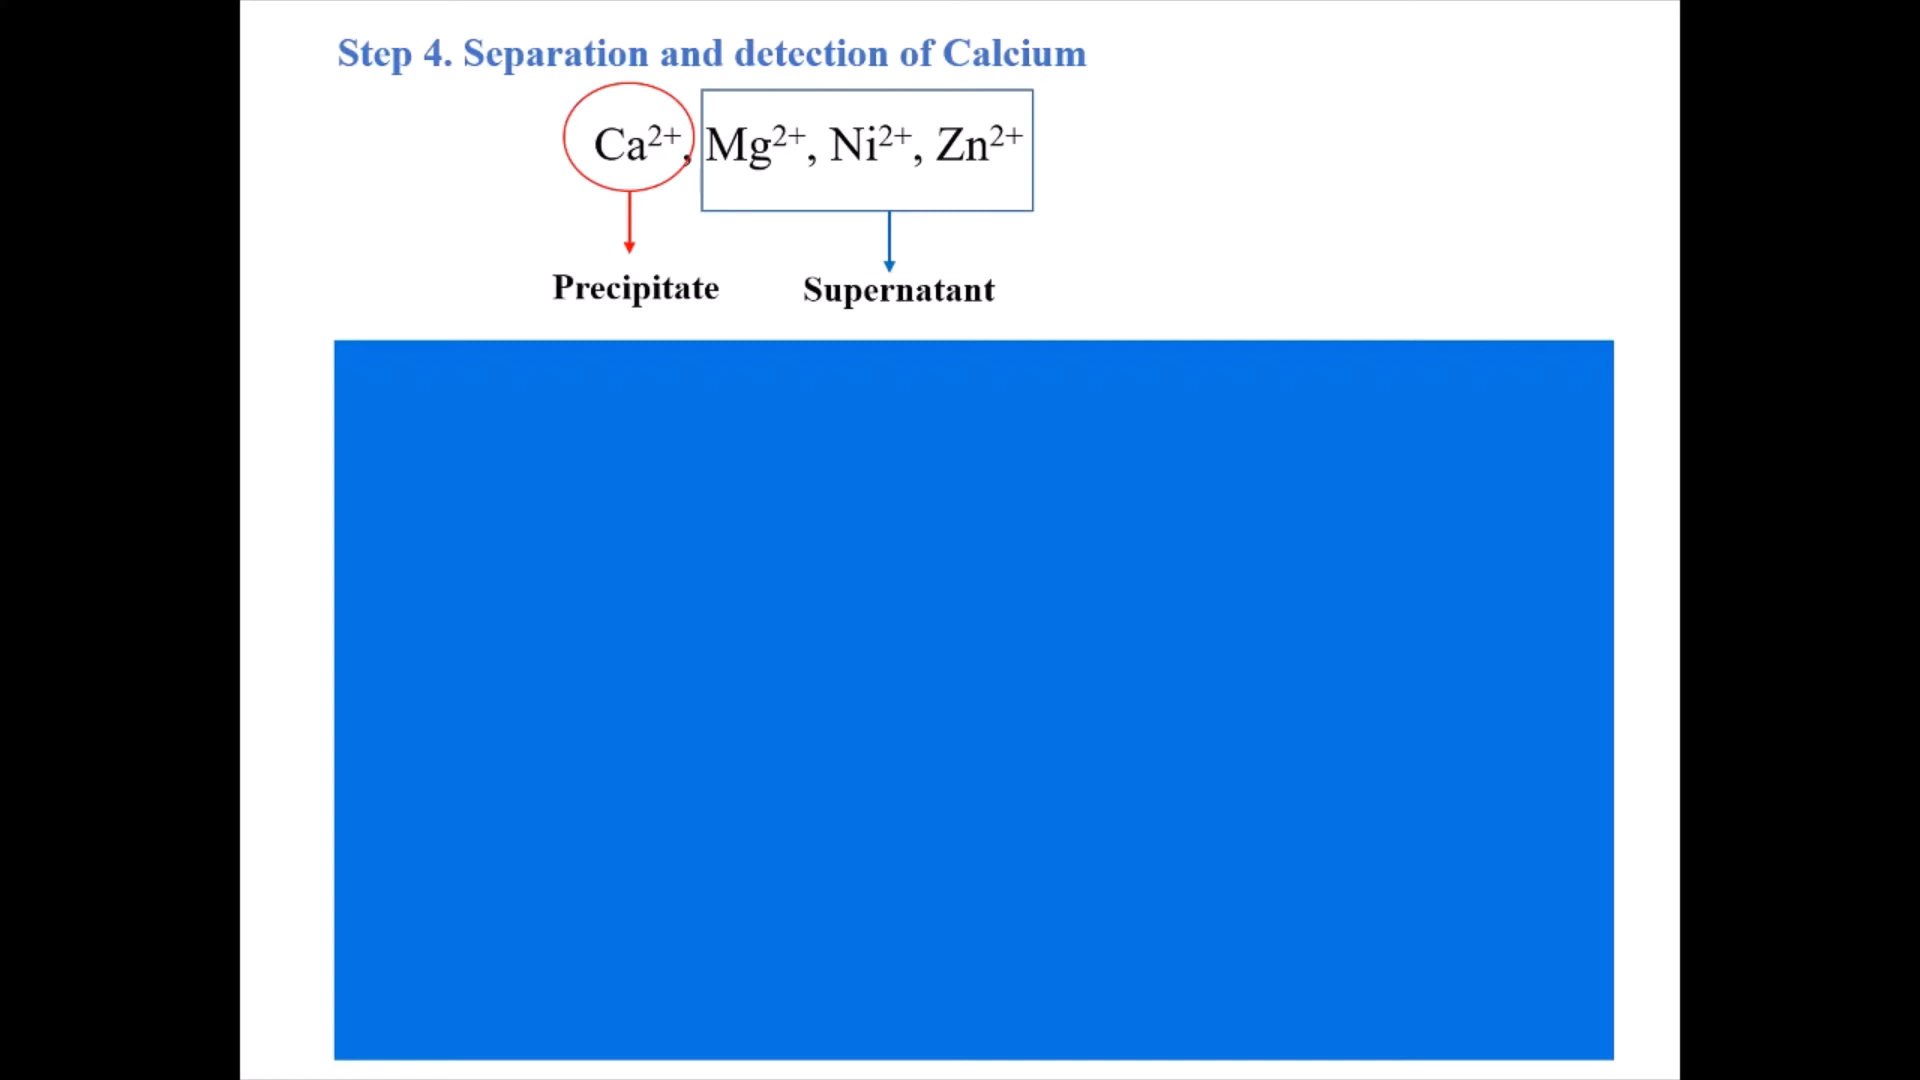 Step 4. Separation and detection of Calcium
Ca²⁺, Mg²⁺, Ni²⁺, Zn²⁺
Precipitate Supernatant